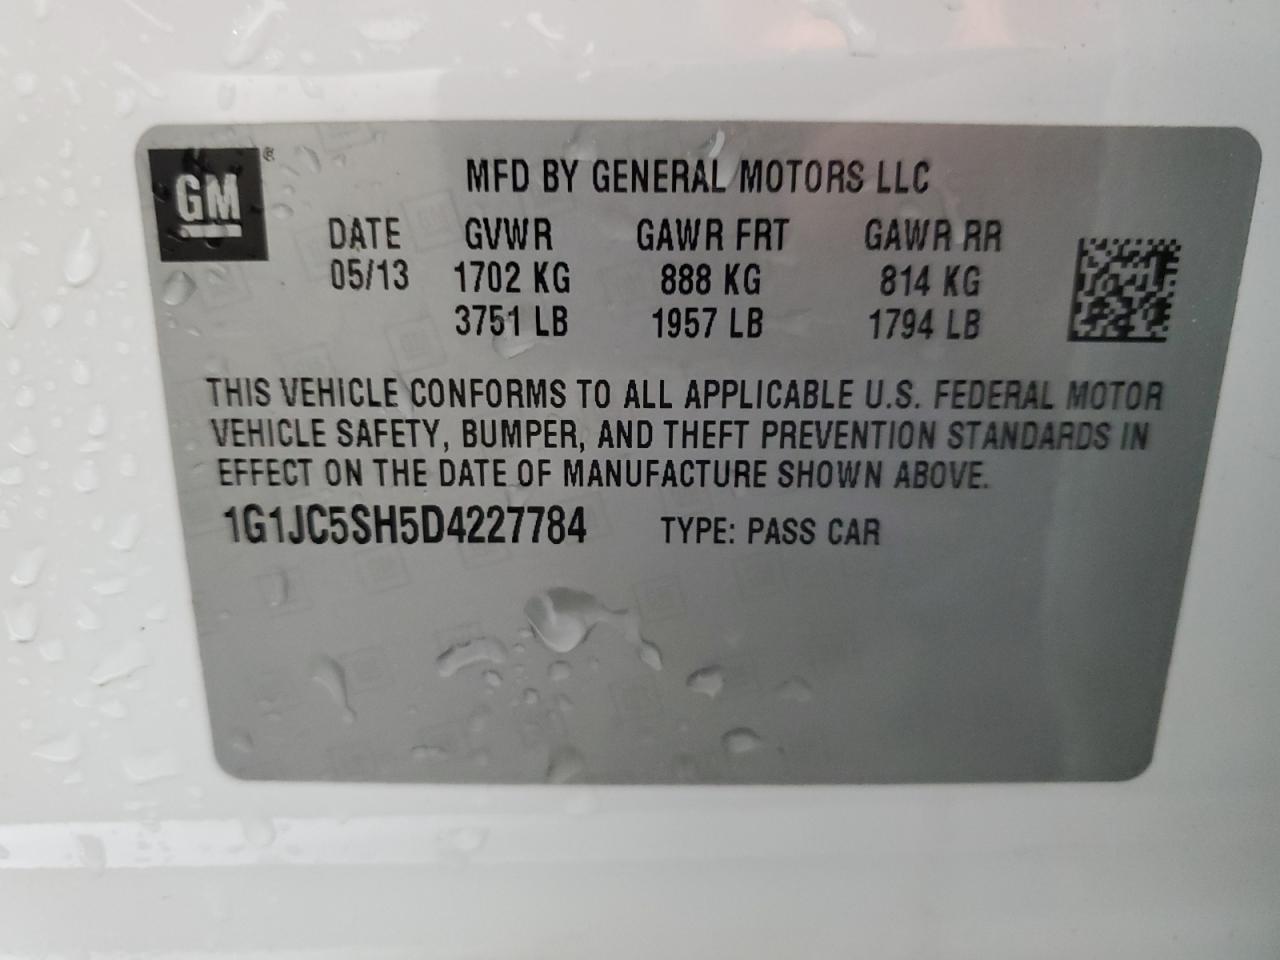 GM®
MFD BY GENERAL MOTORS LLC
DATE GVWR GAWR FRT GAWR RR
05/13 1702 KG 888 KG 814 KG
3751 LB 1957 LB 1794 LB
THIS VEHICLE CONFORMS TO ALL APPLICABLE U.S. FEDERAL MOTOR
VEHICLE SAFETY, BUMPER, AND THEFT PREVENTION STANDARDS IN
EFFECT ON THE DATE OF MANUFACTURE SHOWN ABOVE.
1G1JC5SH5D4227784 TYPE: PASS CAR